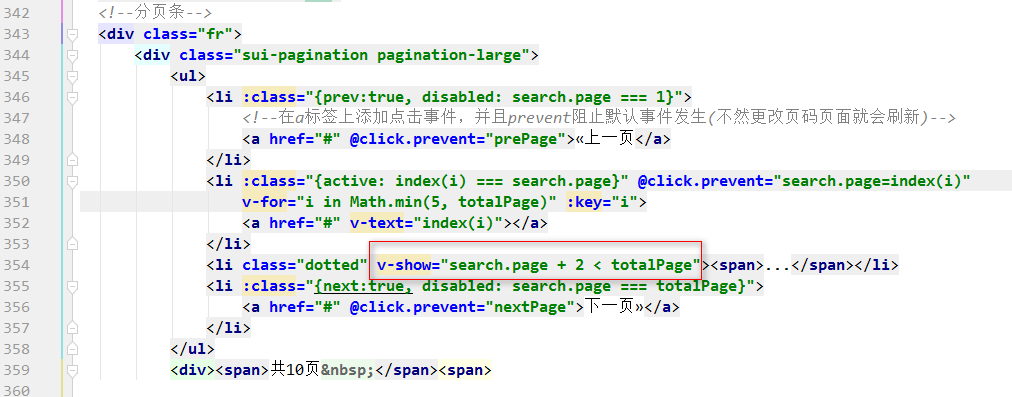 342 <!--分页条-->
343 <div class="fr">
344 <div class="sui-pagination pagination-large">
345 <ul>
346 <li :class="{prev:true, disabled: search.page === 1}">
347 <!--在a标签上添加点击事件，并且prevent阻止默认事件发生(不然更改页码页面就会刷新)-->
348 <a href="#" @click.prevent="prePage">«上一页</a>
349 </li>
350 <li :class="{active: index(i) === search.page}" @click.prevent="search.page=index(i)"
351 v-for="i in Math.min(5, totalPage)" :key="i">
352 <a href="#" v-text="index(i)"></a>
353 </li>
354 <li class="dotted" v-show="search.page + 2 < totalPage"><span>...</span></li>
355 <li :class="{next:true, disabled: search.page === totalPage}">
356 <a href="#" @click.prevent="nextPage">下一页»</a>
357 </li>
358 </ul>
359 <div><span>共10页&nbsp;</span><span>
360